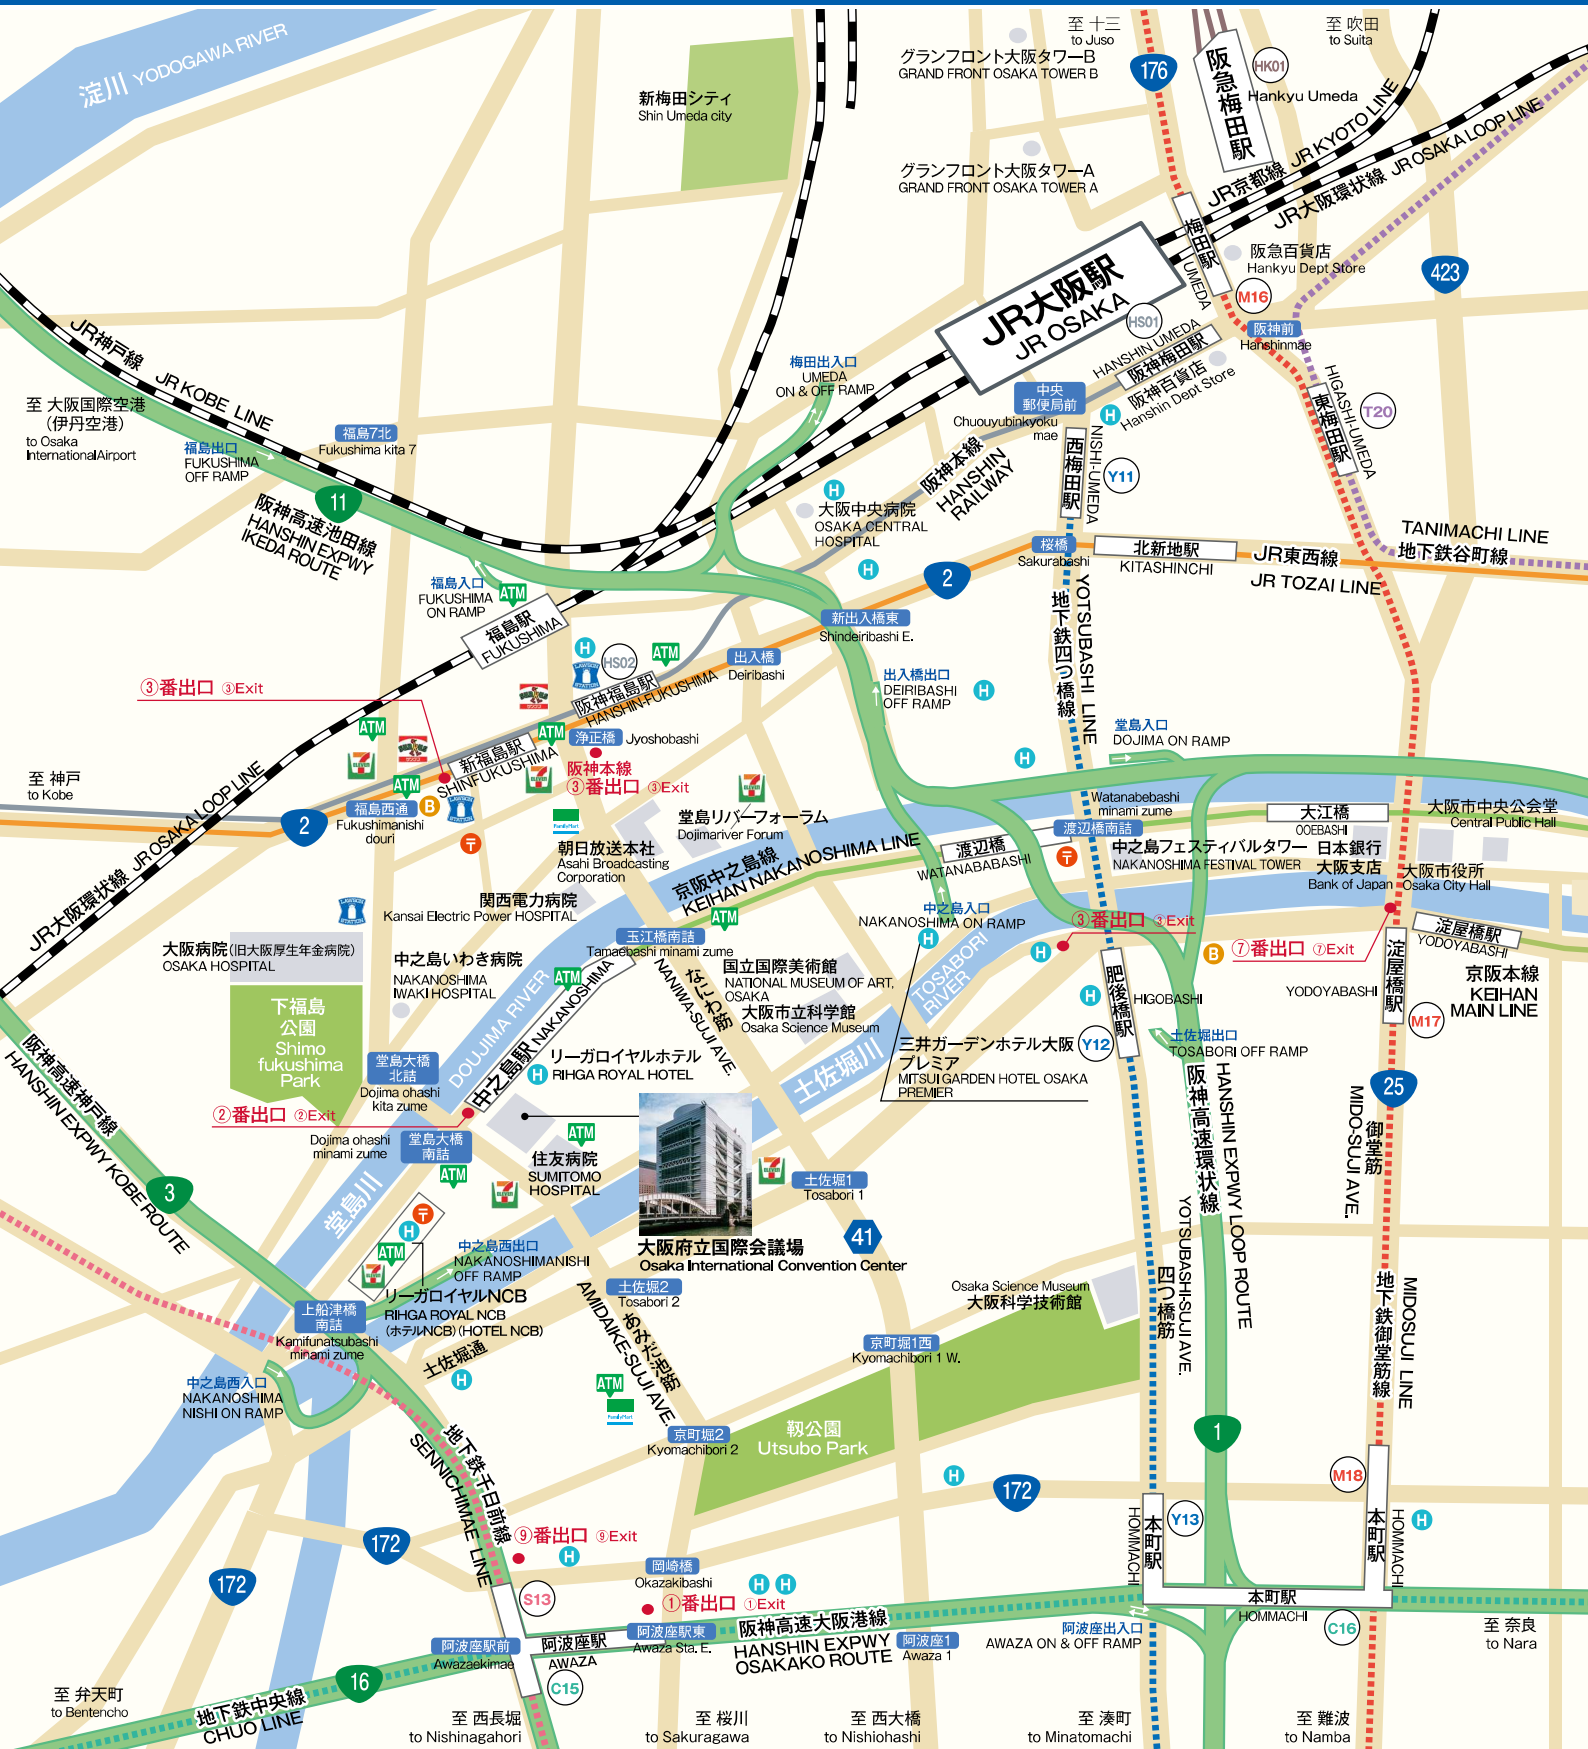 淀川 YODOGAWA RIVER
新梅田シティ
Shin Umeda city
グランフロント大阪タワーB
GRAND FRONT OSAKA TOWER B
グランフロント大阪タワーA
GRAND FRONT OSAKA TOWER A
至 十三
to Juso
176
阪急梅田駅
HK01
Hankyu Umeda
至 吹田
to Suita
JR京都線 JR KYOTO LINE
JR大阪環状線 JR OSAKA LOOP LINE
梅田駅
UMEDA
M16
阪急百貨店
Hankyu Dept Store
423
JR大阪駅
JR OSAKA
HS01
阪神前
Hanshinmae
HANSHIN UMEDA
阪神梅田駅
阪神百貨店
Hanshin Dept Store
HIGASHI-UMEDA
東梅田駅
T20
JR神戸線 JR KOBE LINE
至 大阪国際空港
(伊丹空港)
to Osaka
InternationalAirport
福島出口
FUKUSHIMA
OFF RAMP
福島7北
Fukushima kita 7
11
阪神高速池田線
HANSHIN EXPWY
IKEDA ROUTE
梅田出入口
UMEDA
ON & OFF RAMP
中央
郵便局前
Chuouyubinkyoku
mae
H
西梅田駅
NISHI-UMEDA
Y11
阪神本線
HANSHIN
RAILWAY
H
大阪中央病院
OSAKA CENTRAL
HOSPITAL
H
桜橋
Sakurabashi
北新地駅
KITASHINCHI
JR東西線
JR TOZAI LINE
TANIMACHI LINE
地下鉄谷町線
福島入口
FUKUSHIMA
ON RAMP
ATM
福島駅
FUKUSHIMA
2
新出入橋東
Shindeiribashi E.
出入橋
Deiribashi
出入橋出口
DEIRIBASHI
OFF RAMP
H
地下鉄四つ橋線
YOTSUBASHI LINE
H
LAWSON
STATION
HS02
ATM
阪神福島駅
HANSHIN-FUKUSHIMA
③番出口 ③Exit
ATM
ATM
新福島駅
SHINFUKUSHIMA
浄正橋 Jyoshobashi
阪神本線
③番出口 ③Exit
7 ELEVEN
7 ELEVEN
7 ELEVEN
ATM
B
LAWSON
STATION
福島西通
Fukushimanishi
douri
2
至 神戸
to Kobe
JR大阪環状線 JR OSAKA LOOP LINE
〒
FamilyMart
朝日放送本社
Asahi Broadcasting
Corporation
堂島リバーフォーラム
Dojimariver Forum
H
堂島入口
DOJIMA ON RAMP
Watanabebashi
minami zume
渡辺橋南詰
〒
大江橋
OOEBASHI
大阪市中央公会堂
Central Public Hall
中之島フェスティバルタワー
NAKANOSHIMA FESTIVAL TOWER
日本銀行
大阪支店
Bank of Japan
大阪市役所
Osaka City Hall
渡辺橋
WATANABABASHI
京阪中之島線
KEIHAN NAKANOSHIMA LINE
関西電力病院
Kansai Electric Power HOSPITAL
LAWSON
STATION
大阪病院(旧大阪厚生年金病院)
OSAKA HOSPITAL
中之島いわき病院
NAKANOSHIMA
IWAKI HOSPITAL
玉江橋南詰
Tamaebashi minami zume
ATM
ATM
中之島入口
NAKANOSHIMA ON RAMP
H
③番出口 ③Exit
H
B
⑦番出口 ⑦Exit
淀屋橋駅
YODOYABASHI
京阪本線
KEIHAN
MAIN LINE
YODOYABASHI
淀屋橋駅
M17
国立国際美術館
NATIONAL MUSEUM OF ART,
OSAKA
大阪市立科学館
Osaka Science Museum
なにわ筋
NANIWA-SUJI AVE.
TOSABORI
RIVER
肥後橋駅
HIGOBASHI
H
Y12
土佐堀出口
TOSABORI OFF RAMP
三井ガーデンホテル大阪
プレミア
MITSUI GARDEN HOTEL OSAKA
PREMIER
下福島
公園
Shimo
fukushima
Park
DOUJIMA RIVER
中之島駅 NAKANOSHIMA
リーガロイヤルホテル
H RIHGA ROYAL HOTEL
土佐堀川
堂島大橋
北詰
Dojima ohashi
kita zume
②番出口 ②Exit
Dojima ohashi
minami zume
堂島大橋
南詰
ATM
ATM
住友病院
SUMITOMO
HOSPITAL
7 ELEVEN
7 ELEVEN
土佐堀1
Tosabori 1
41
大阪府立国際会議場
Osaka International Convention Center
阪神高速神戸線
HANSHIN EXPWY KOBE ROUTE
3
堂島川
〒
H
ATM
7 ELEVEN
中之島西出口
NAKANOSHIMANISHI
OFF RAMP
リーガロイヤルNCB
RIHGA ROYAL NCB
(ホテルNCB) (HOTEL NCB)
上船津橋
南詰
Kamifunatsubashi
minami zume
土佐堀通
H
中之島西入口
NAKANOSHIMA
NISHI ON RAMP
土佐堀2
Tosabori 2
あみだ池筋
AMIDAIKE-SUJI AVE.
ATM
FamilyMart
京町堀2
Kyomachibori 2
京町堀1西
Kyomachibori 1 W.
Osaka Science Museum
大阪科学技術館
靱公園
Utsubo Park
四つ橋筋
YOTSUBASHI-SUJI AVE.
阪神高速環状線
HANSHIN EXPWY LOOP ROUTE
25
御堂筋
MIDO-SUJI AVE.
地下鉄御堂筋線
MIDOSUJI LINE
1
地下鉄千日前線
SENNICHIMAE LINE
172
172
H
172
⑨番出口 ⑨Exit
H
S13
岡崎橋
Okazakibashi
①番出口 ①Exit
H H
本町駅
HOMMACHI
Y13
M18
本町駅
HOMMACHI
H
本町駅
HOMMACHI
C16
阿波座駅前
Awazaekimae
阿波座駅
AWAZA
C15
阿波座駅東
Awaza Sta. E.
阪神高速大阪港線
HANSHIN EXPWY
OSAKAKO ROUTE
阿波座1
Awaza 1
阿波座出入口
AWAZA ON & OFF RAMP
至 奈良
to Nara
16
地下鉄中央線
CHUO LINE
至 弁天町
to Bentencho
至 西長堀
to Nishinagahori
至 桜川
to Sakuragawa
至 西大橋
to Nishiohashi
至 湊町
to Minatomachi
至 難波
to Namba